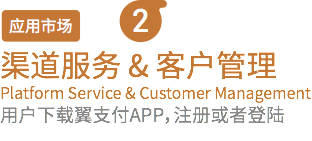 应用市场
2
渠道服务 & 客户管理
Platform Service & Customer Management
用户下载翼支付APP，注册或者登陆